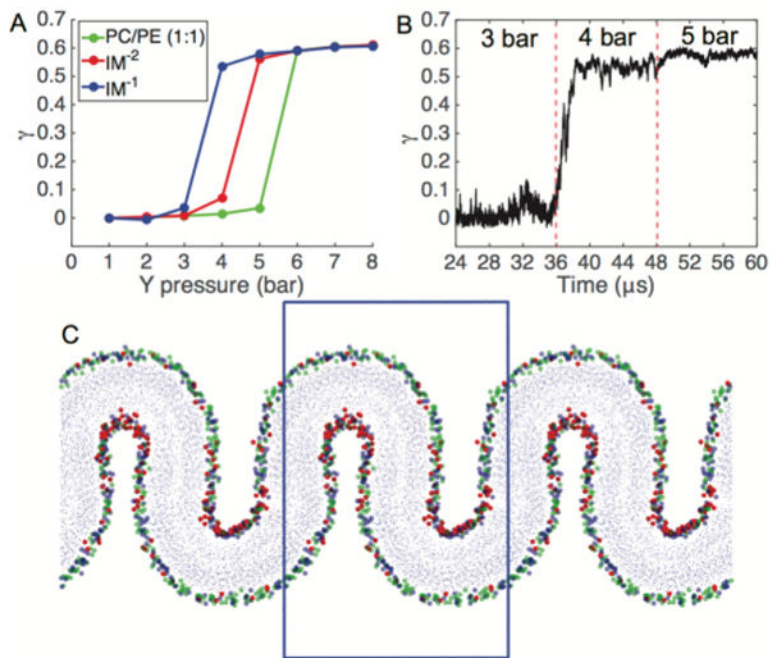 A
0.7
0.6
0.5
0.4
0.3
0.2
0.1
0
γ
PC/PE (1:1)
IM⁻²
IM⁻¹
0 1 2 3 4 5 6 7 8
Y pressure (bar)
B
0.7
0.6
0.5
0.4
0.3
0.2
0.1
0
γ
3 bar 4 bar 5 bar
24 28 32 36 40 44 48 52 56 60
Time (μs)
C